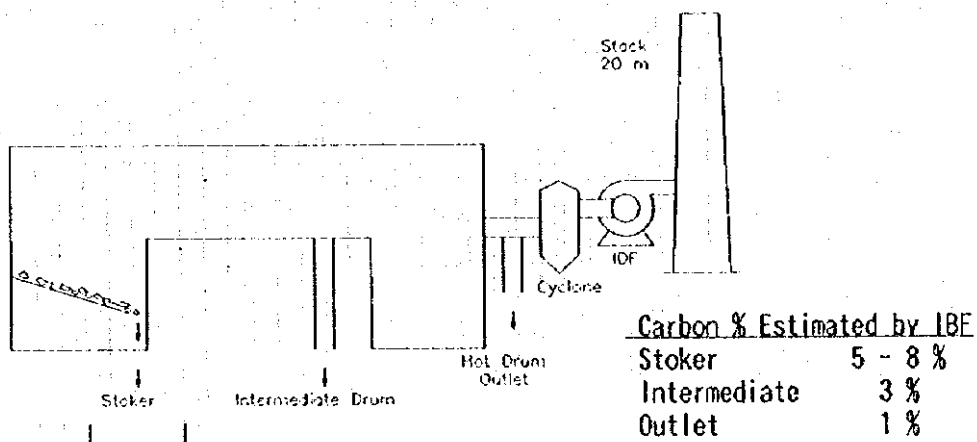 Stack
20 m
IDF
Cyclone
Hot Drum
Outlet
Stoker
Intermediate Drum
Carbon % Estimated by IBE
Stoker 5 - 8 %
Intermediate 3 %
Outlet 1 %